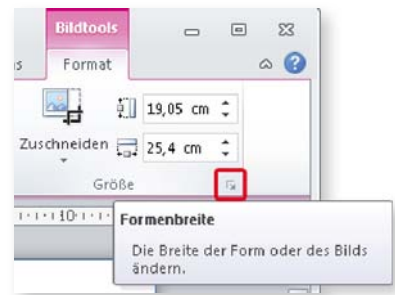 Bildtools
s Format
19,05 cm
Zuschneiden 25,4 cm
Größe
10
Formenbreite
Die Breite der Form oder des Bilds
ändern.